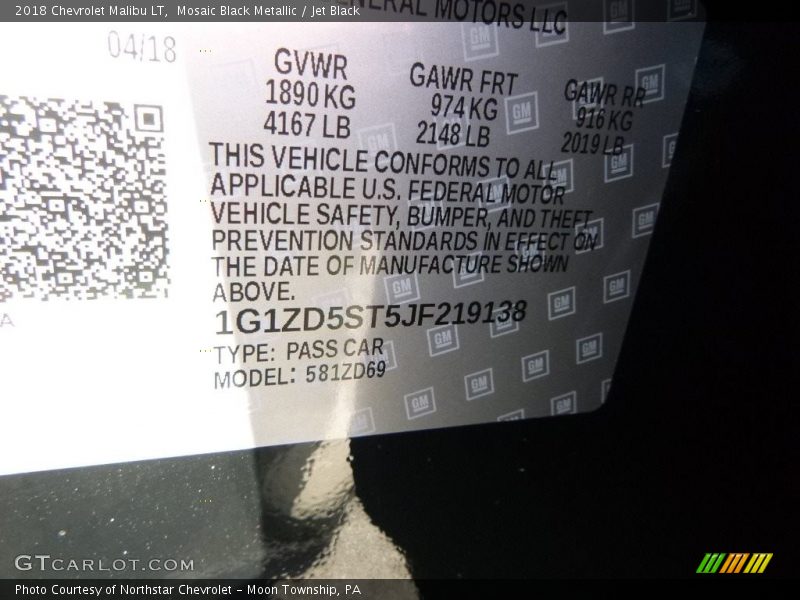 2018 Chevrolet Malibu LT, Mosaic Black Metallic / Jet Black
GENERAL MOTORS LLC
04/18
GVWR GAWR FRT GAWR RR
1890 KG 974 KG 916 KG
4167 LB 2148 LB 2019 LB
THIS VEHICLE CONFORMS TO ALL
APPLICABLE U.S. FEDERAL MOTOR
VEHICLE SAFETY, BUMPER, AND THEFT
PREVENTION STANDARDS IN EFFECT ON
THE DATE OF MANUFACTURE SHOWN
ABOVE.
1G1ZD5ST5JF219138
TYPE: PASS CAR
MODEL: 581ZD69
GTCARLOT.COM
Photo Courtesy of Northstar Chevrolet - Moon Township, PA